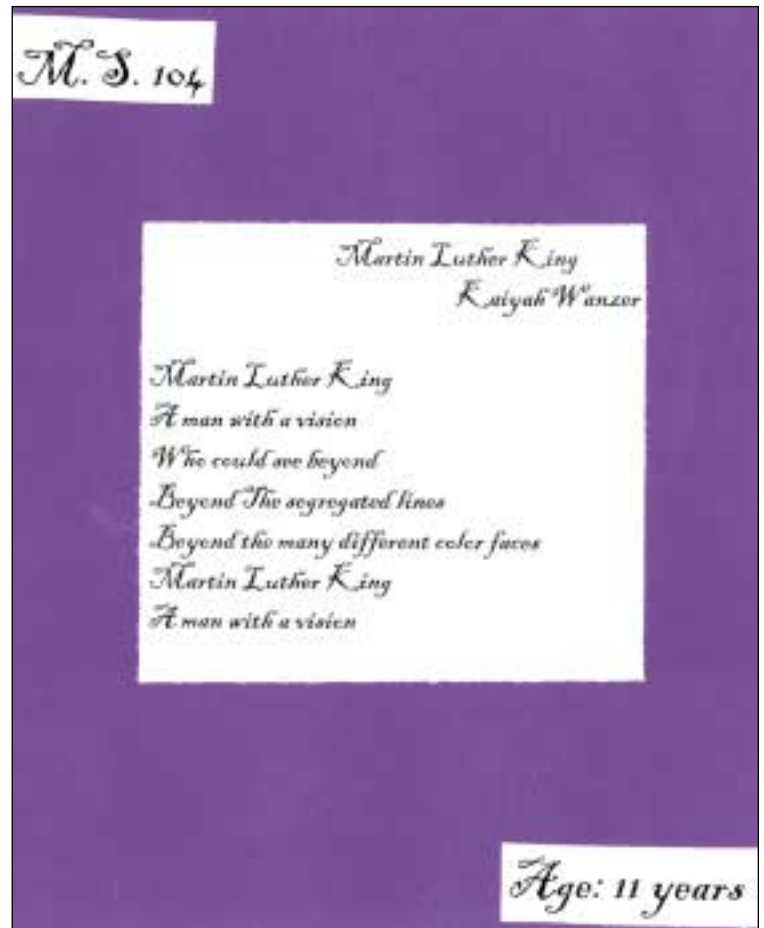 M. S. 104
Martin Luther King
Kaiyah Wanzer
Martin Luther King
A man with a vision
Who could see beyond
Beyond The segregated lines
Beyond the many different color faces
Martin Luther King
A man with a vision
Age: 11 years